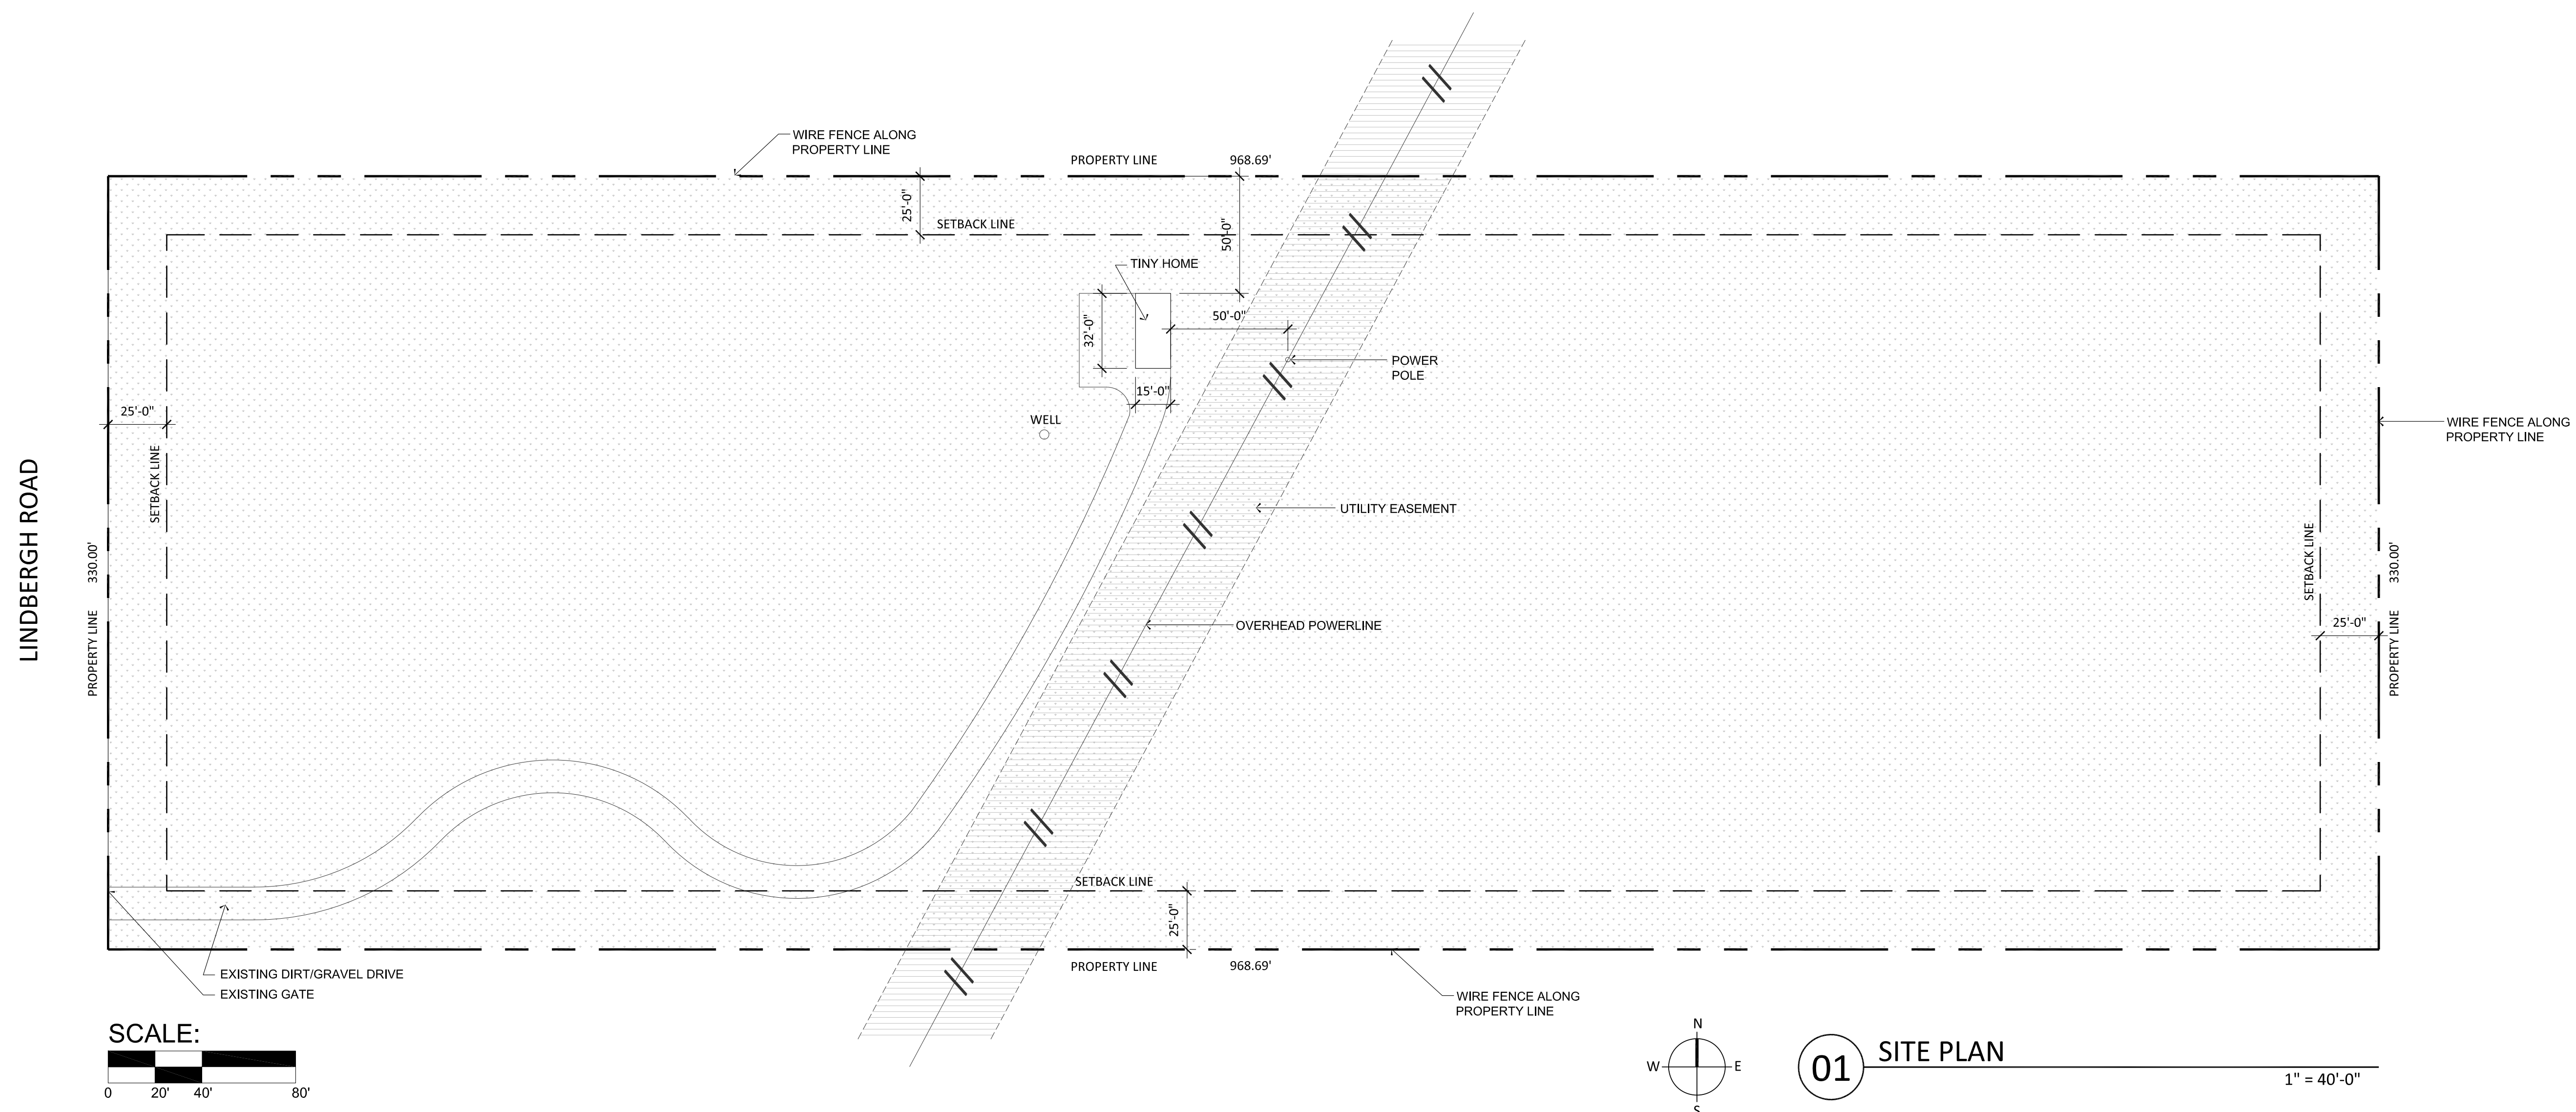 WIRE FENCE ALONG
PROPERTY LINE
PROPERTY LINE
968.69'
25'-0"
SETBACK LINE
50'-0"
TINY HOME
32'-0"
50'-0"
POWER
POLE
15'-0"
25'-0"
WELL
WIRE FENCE ALONG
PROPERTY LINE
LINDBERGH ROAD
SETBACK LINE
330.00'
PROPERTY LINE
UTILITY EASEMENT
SETBACK LINE
330.00'
PROPERTY LINE
25'-0"
OVERHEAD POWERLINE
SETBACK LINE
25'-0"
PROPERTY LINE
968.69'
EXISTING DIRT/GRAVEL DRIVE
EXISTING GATE
WIRE FENCE ALONG
PROPERTY LINE
SCALE:
0 20' 40' 80'
N
W E
S
01
SITE PLAN
1" = 40'-0"